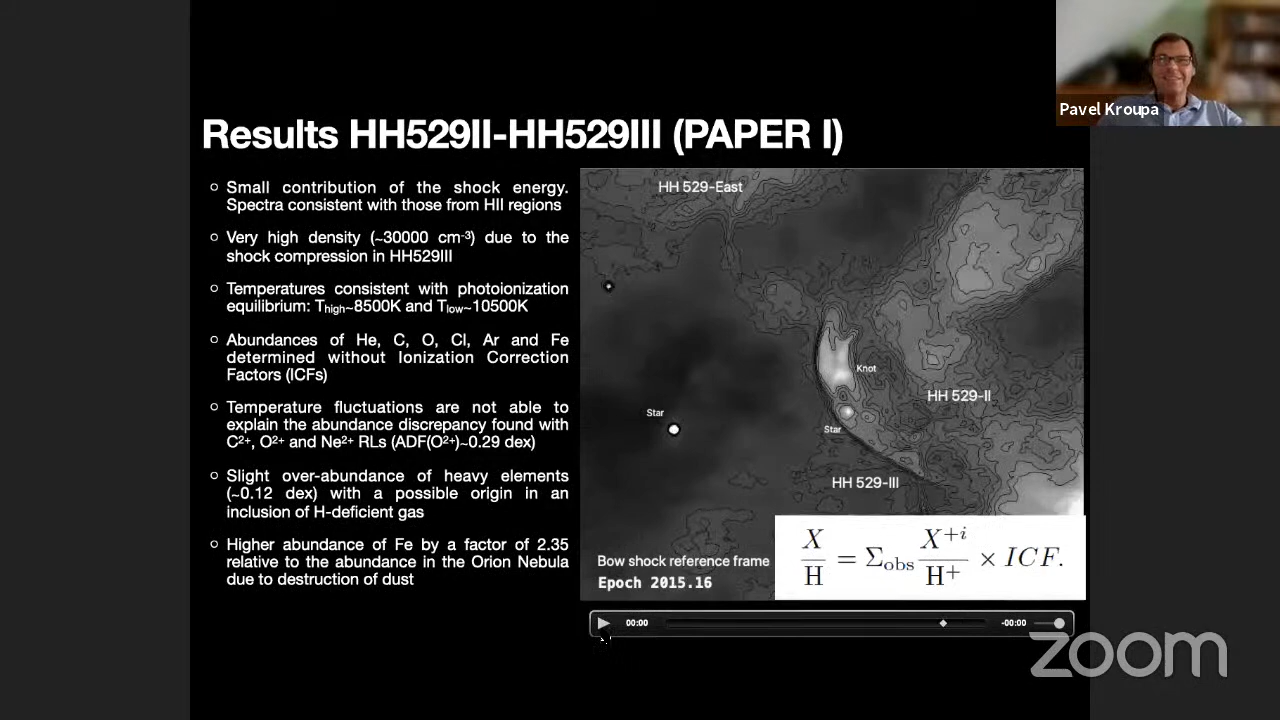 Pavel Kroupa
Results HH529II-HH529III (PAPER I)
○ Small contribution of the shock energy.
Spectra consistent with those from HII regions
○ Very high density (~30000 cm⁻³) due to the
shock compression in HH529III
○ Temperatures consistent with photoionization
equilibrium: Thigh~8500K and Tlow~10500K
○ Abundances of He, C, O, Cl, Ar and Fe
determined without Ionization Correction
Factors (ICFs)
○ Temperature fluctuations are not able to
explain the abundance discrepancy found with
C²⁺, O²⁺ and Ne²⁺ RLs (ADF(O²⁺)~0.29 dex)
○ Slight over-abundance of heavy elements
(~0.12 dex) with a possible origin in an
inclusion of H-deficient gas
○ Higher abundance of Fe by a factor of 2.35
relative to the abundance in the Orion Nebula
due to destruction of dust
HH 529-East
Knot
HH 529-II
Star
Star
HH 529-III
Bow shock reference frame
Epoch 2015.16
X/H = Σobs X⁺ⁱ/H⁺ × ICF.
00:00
-00:00
zoom